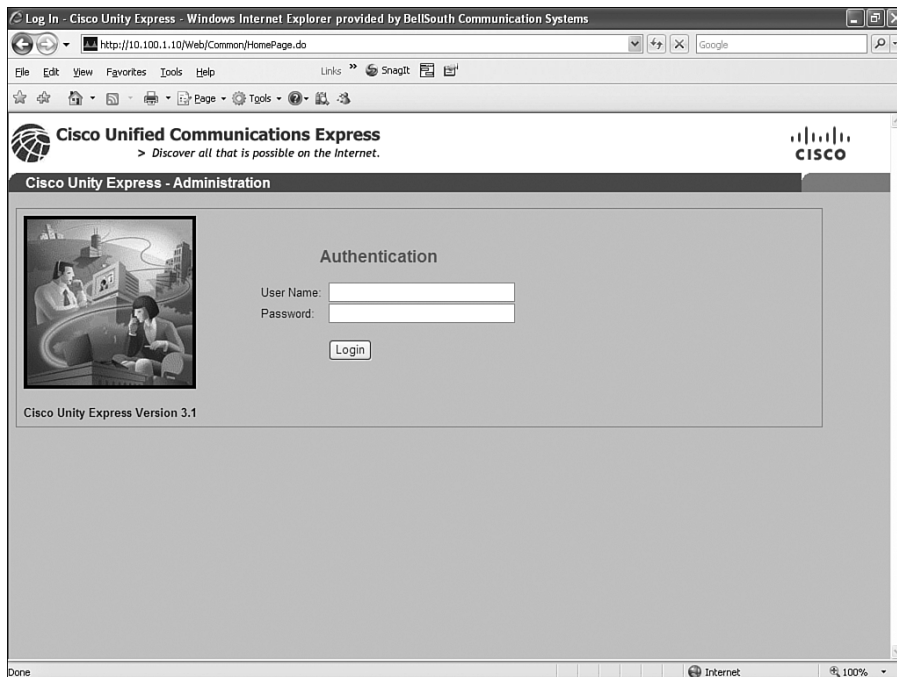 Log In - Cisco Unity Express - Windows Internet Explorer provided by BellSouth Communication Systems
http://10.100.1.10/Web/Common/HomePage.do
Google
File Edit View Favorites Tools Help Links » SnagIt
Page Tools
Cisco Unified Communications Express
> Discover all that is possible on the Internet.
CISCO
Cisco Unity Express - Administration
Authentication
User Name:
Password:
Login
Cisco Unity Express Version 3.1
Done Internet 100%